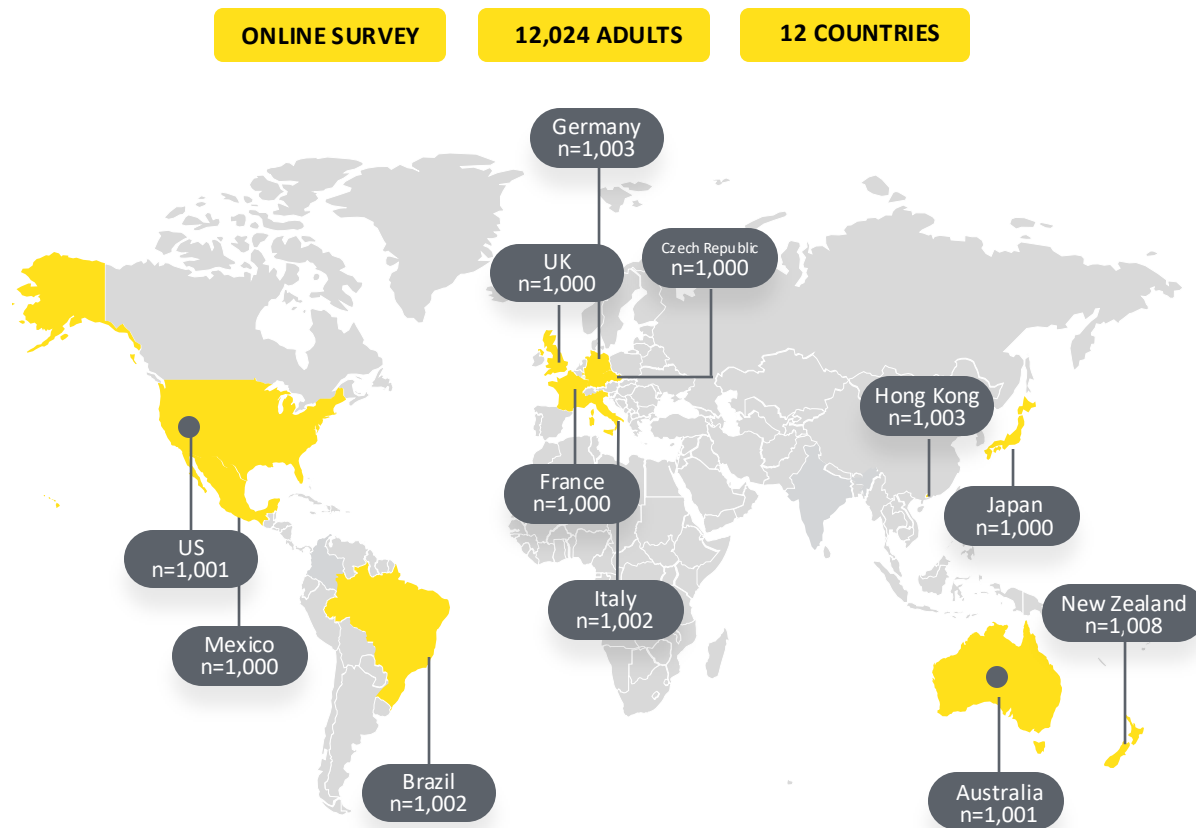 ONLINE SURVEY
12,024 ADULTS
12 COUNTRIES
Germany
n=1,003
UK
n=1,000
Czech Republic
n=1,000
Hong Kong
n=1,003
France
n=1,000
Japan
n=1,000
US
n=1,001
Italy
n=1,002
New Zealand
n=1,008
Mexico
n=1,000
Brazil
n=1,002
Australia
n=1,001